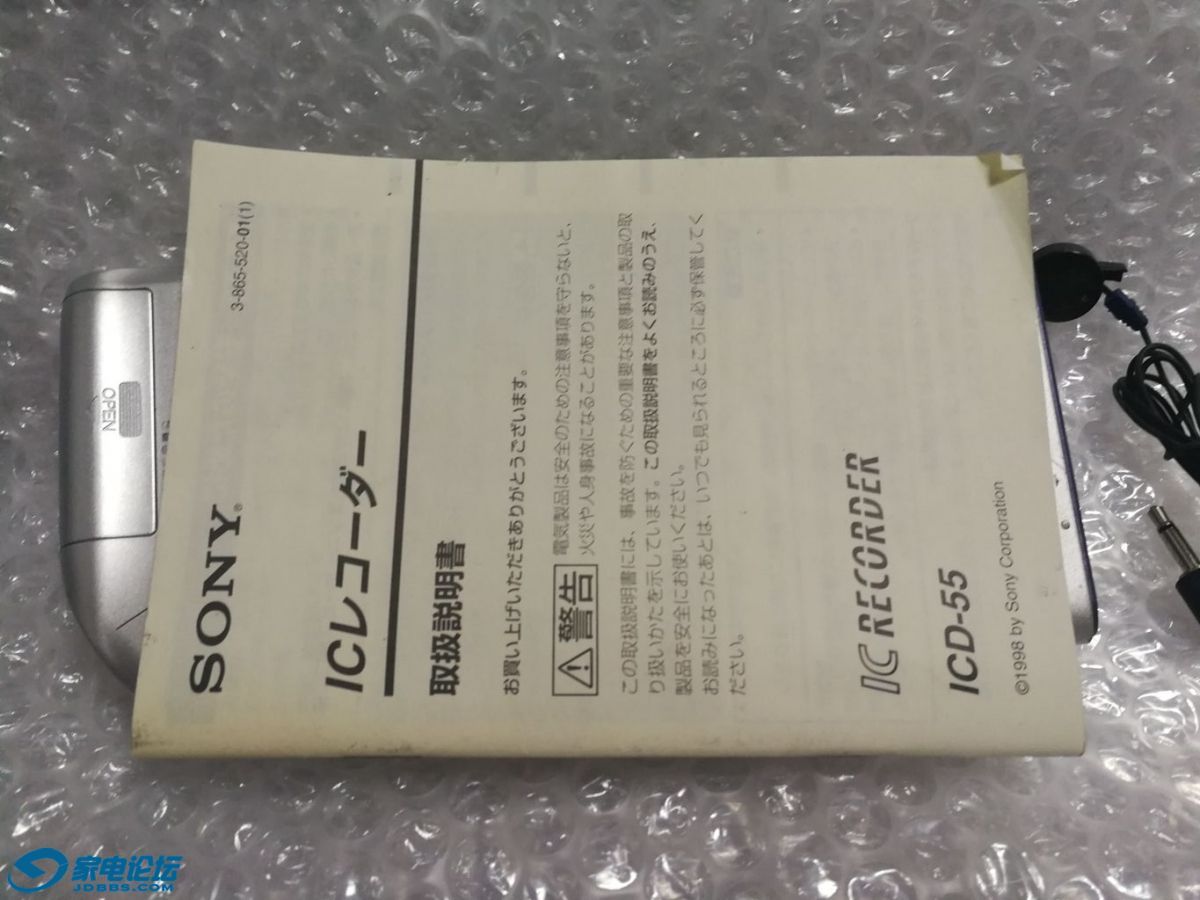 3-865-520-01(1)
SONY®
ICレコーダー
取扱説明書
お買い上げいただきありがとうございます。
警告
電気製品は安全のための注意事項を守らないと、
火災や人身事故になることがあります。
この取扱説明書には、事故を防ぐための重要な注意事項と製品の取
り扱いかたを示しています。この取扱説明書をよくお読みのうえ、
製品を安全にお使いください。
お読みになったあとは、いつでも見られるところに必ず保管してく
ださい。
IC RECORDER
ICD-55
©1998 by Sony Corporation
OPEN
家电论坛
JDBBS.COM